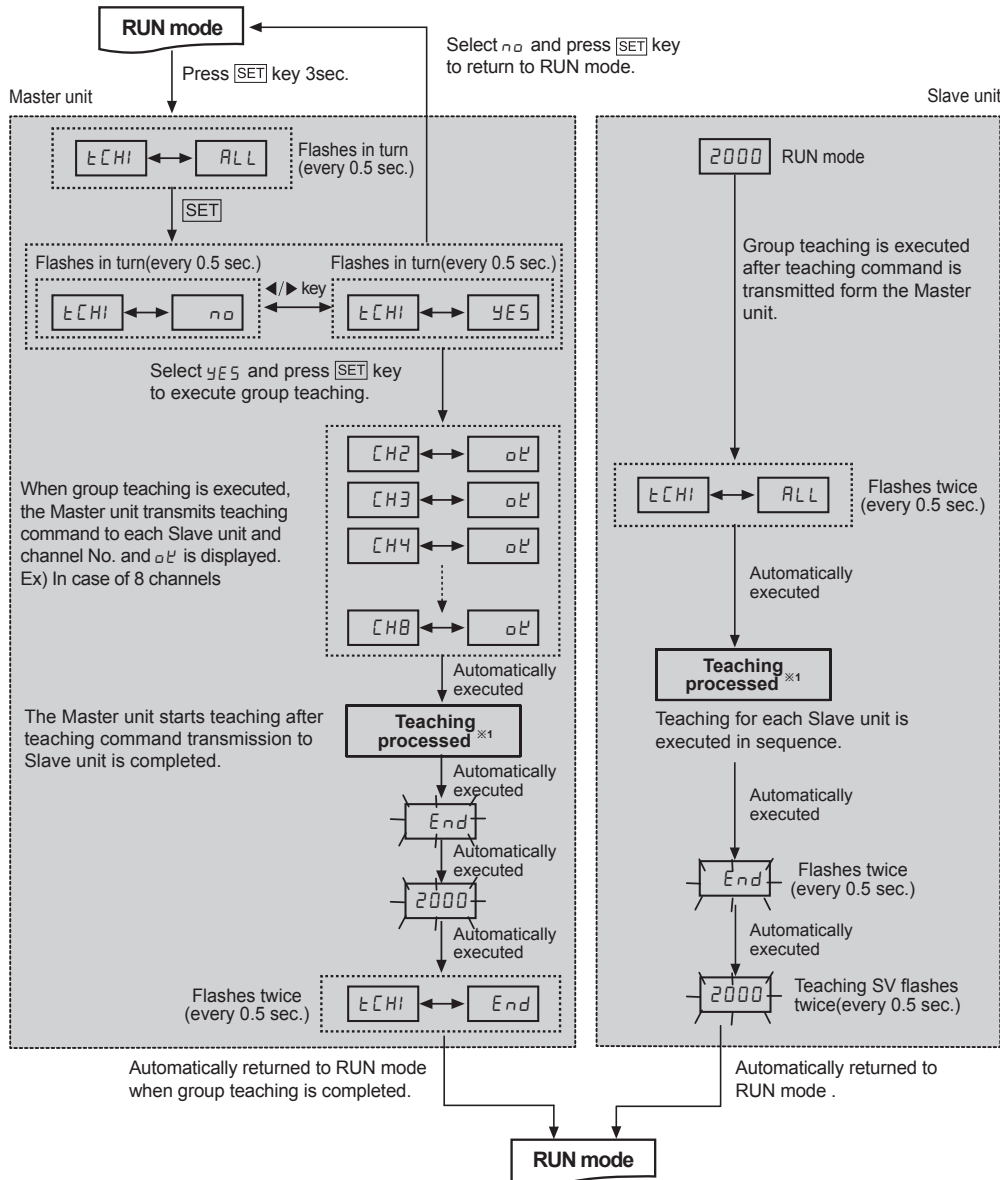 RUN mode
Press SET key 3sec.
Select no and press SET key
to return to RUN mode.
Master unit
tCHI
ALL
Flashes in turn
(every 0.5 sec.)
SET
Flashes in turn(every 0.5 sec.)
Flashes in turn(every 0.5 sec.)
tCHI
no
◀/▶ key
tCHI
YES
Select YES and press SET key
to execute group teaching.
When group teaching is executed,
the Master unit transmits teaching
command to each Slave unit and
channel No. and oK is displayed.
Ex) In case of 8 channels
CH2
oK
CH3
oK
CH4
oK
CH8
oK
Automatically
executed
The Master unit starts teaching after
teaching command transmission to
Slave unit is completed.
Teaching
processed ※1
Automatically
executed
End
Automatically
executed
2000
Automatically
executed
Flashes twice
(every 0.5 sec.)
tCHI
End
Automatically returned to RUN mode
when group teaching is completed.
Slave unit
2000
RUN mode
Group teaching is executed
after teaching command is
transmitted form the Master
unit.
tCHI
ALL
Flashes twice
(every 0.5 sec.)
Automatically
executed
Teaching
processed ※1
Teaching for each Slave unit is
executed in sequence.
Automatically
executed
End
Flashes twice
(every 0.5 sec.)
Automatically
executed
2000
Teaching SV flashes
twice(every 0.5 sec.)
Automatically returned to
RUN mode .
RUN mode